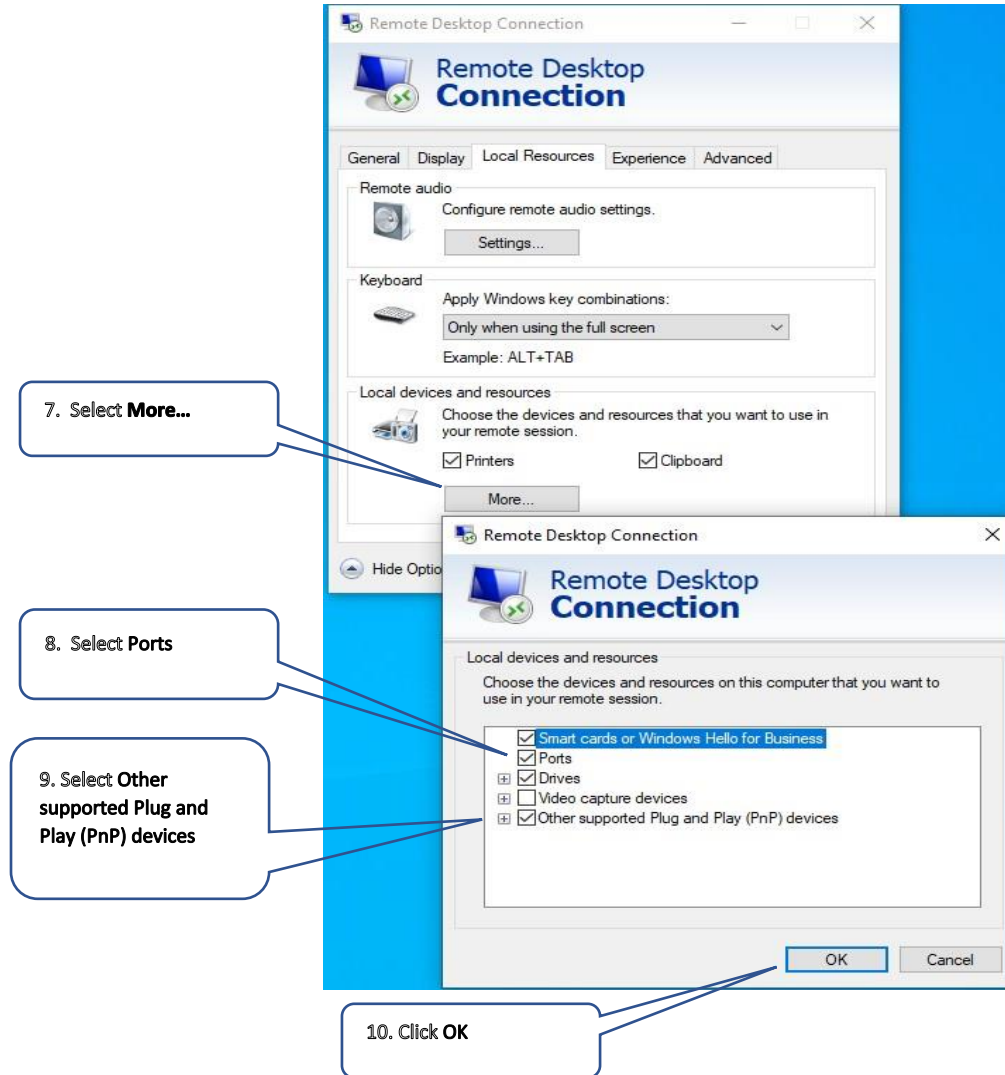 Remote Desktop Connection
Remote Desktop
Connection
General Display Local Resources Experience Advanced
Remote audio
Configure remote audio settings.
Settings...
Keyboard
Apply Windows key combinations:
Only when using the full screen
Example: ALT+TAB
Local devices and resources
Choose the devices and resources that you want to use in
your remote session.
Printers Clipboard
More...
Hide Optio
7. Select More...
Remote Desktop Connection
Remote Desktop
Connection
Local devices and resources
Choose the devices and resources on this computer that you want to
use in your remote session.
Smart cards or Windows Hello for Business
Ports
Drives
Video capture devices
Other supported Plug and Play (PnP) devices
OK Cancel
8. Select Ports
9. Select Other
supported Plug and
Play (PnP) devices
10. Click OK